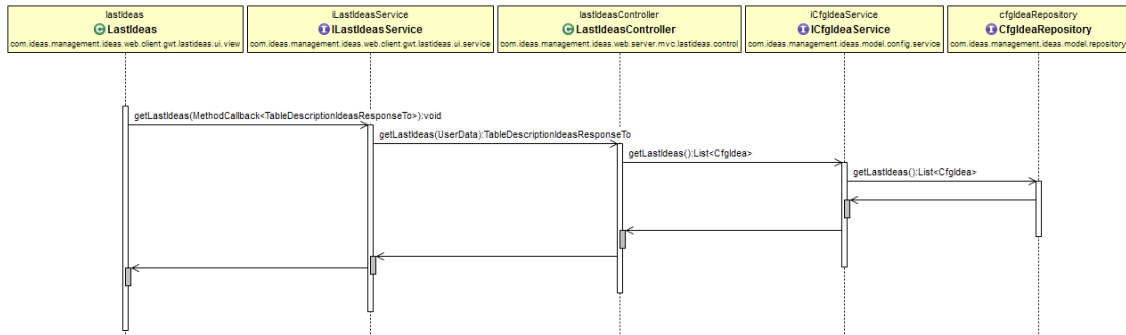 lastIdeas
C LastIdeas
com.ideas.management.ideas.web.client.gwt.lastideas.ui.view
iLastIdeasService
I ILastIdeasService
com.ideas.management.ideas.web.client.gwt.lastideas.ui.service
lastIdeasController
C LastIdeasController
com.ideas.management.ideas.web.server.mvc.lastideas.control
iCfgIdeaService
I ICfgIdeaService
com.ideas.management.ideas.model.config.service
cfgIdeaRepository
I CfgIdeaRepository
com.ideas.management.ideas.model.repository
getLastIdeas(MethodCallback<TableDescriptionIdeasResponseTo>):void
getLastIdeas(UserData):TableDescriptionIdeasResponseTo
getLastIdeas():List<CfgIdea>
getLastIdeas():List<CfgIdea>